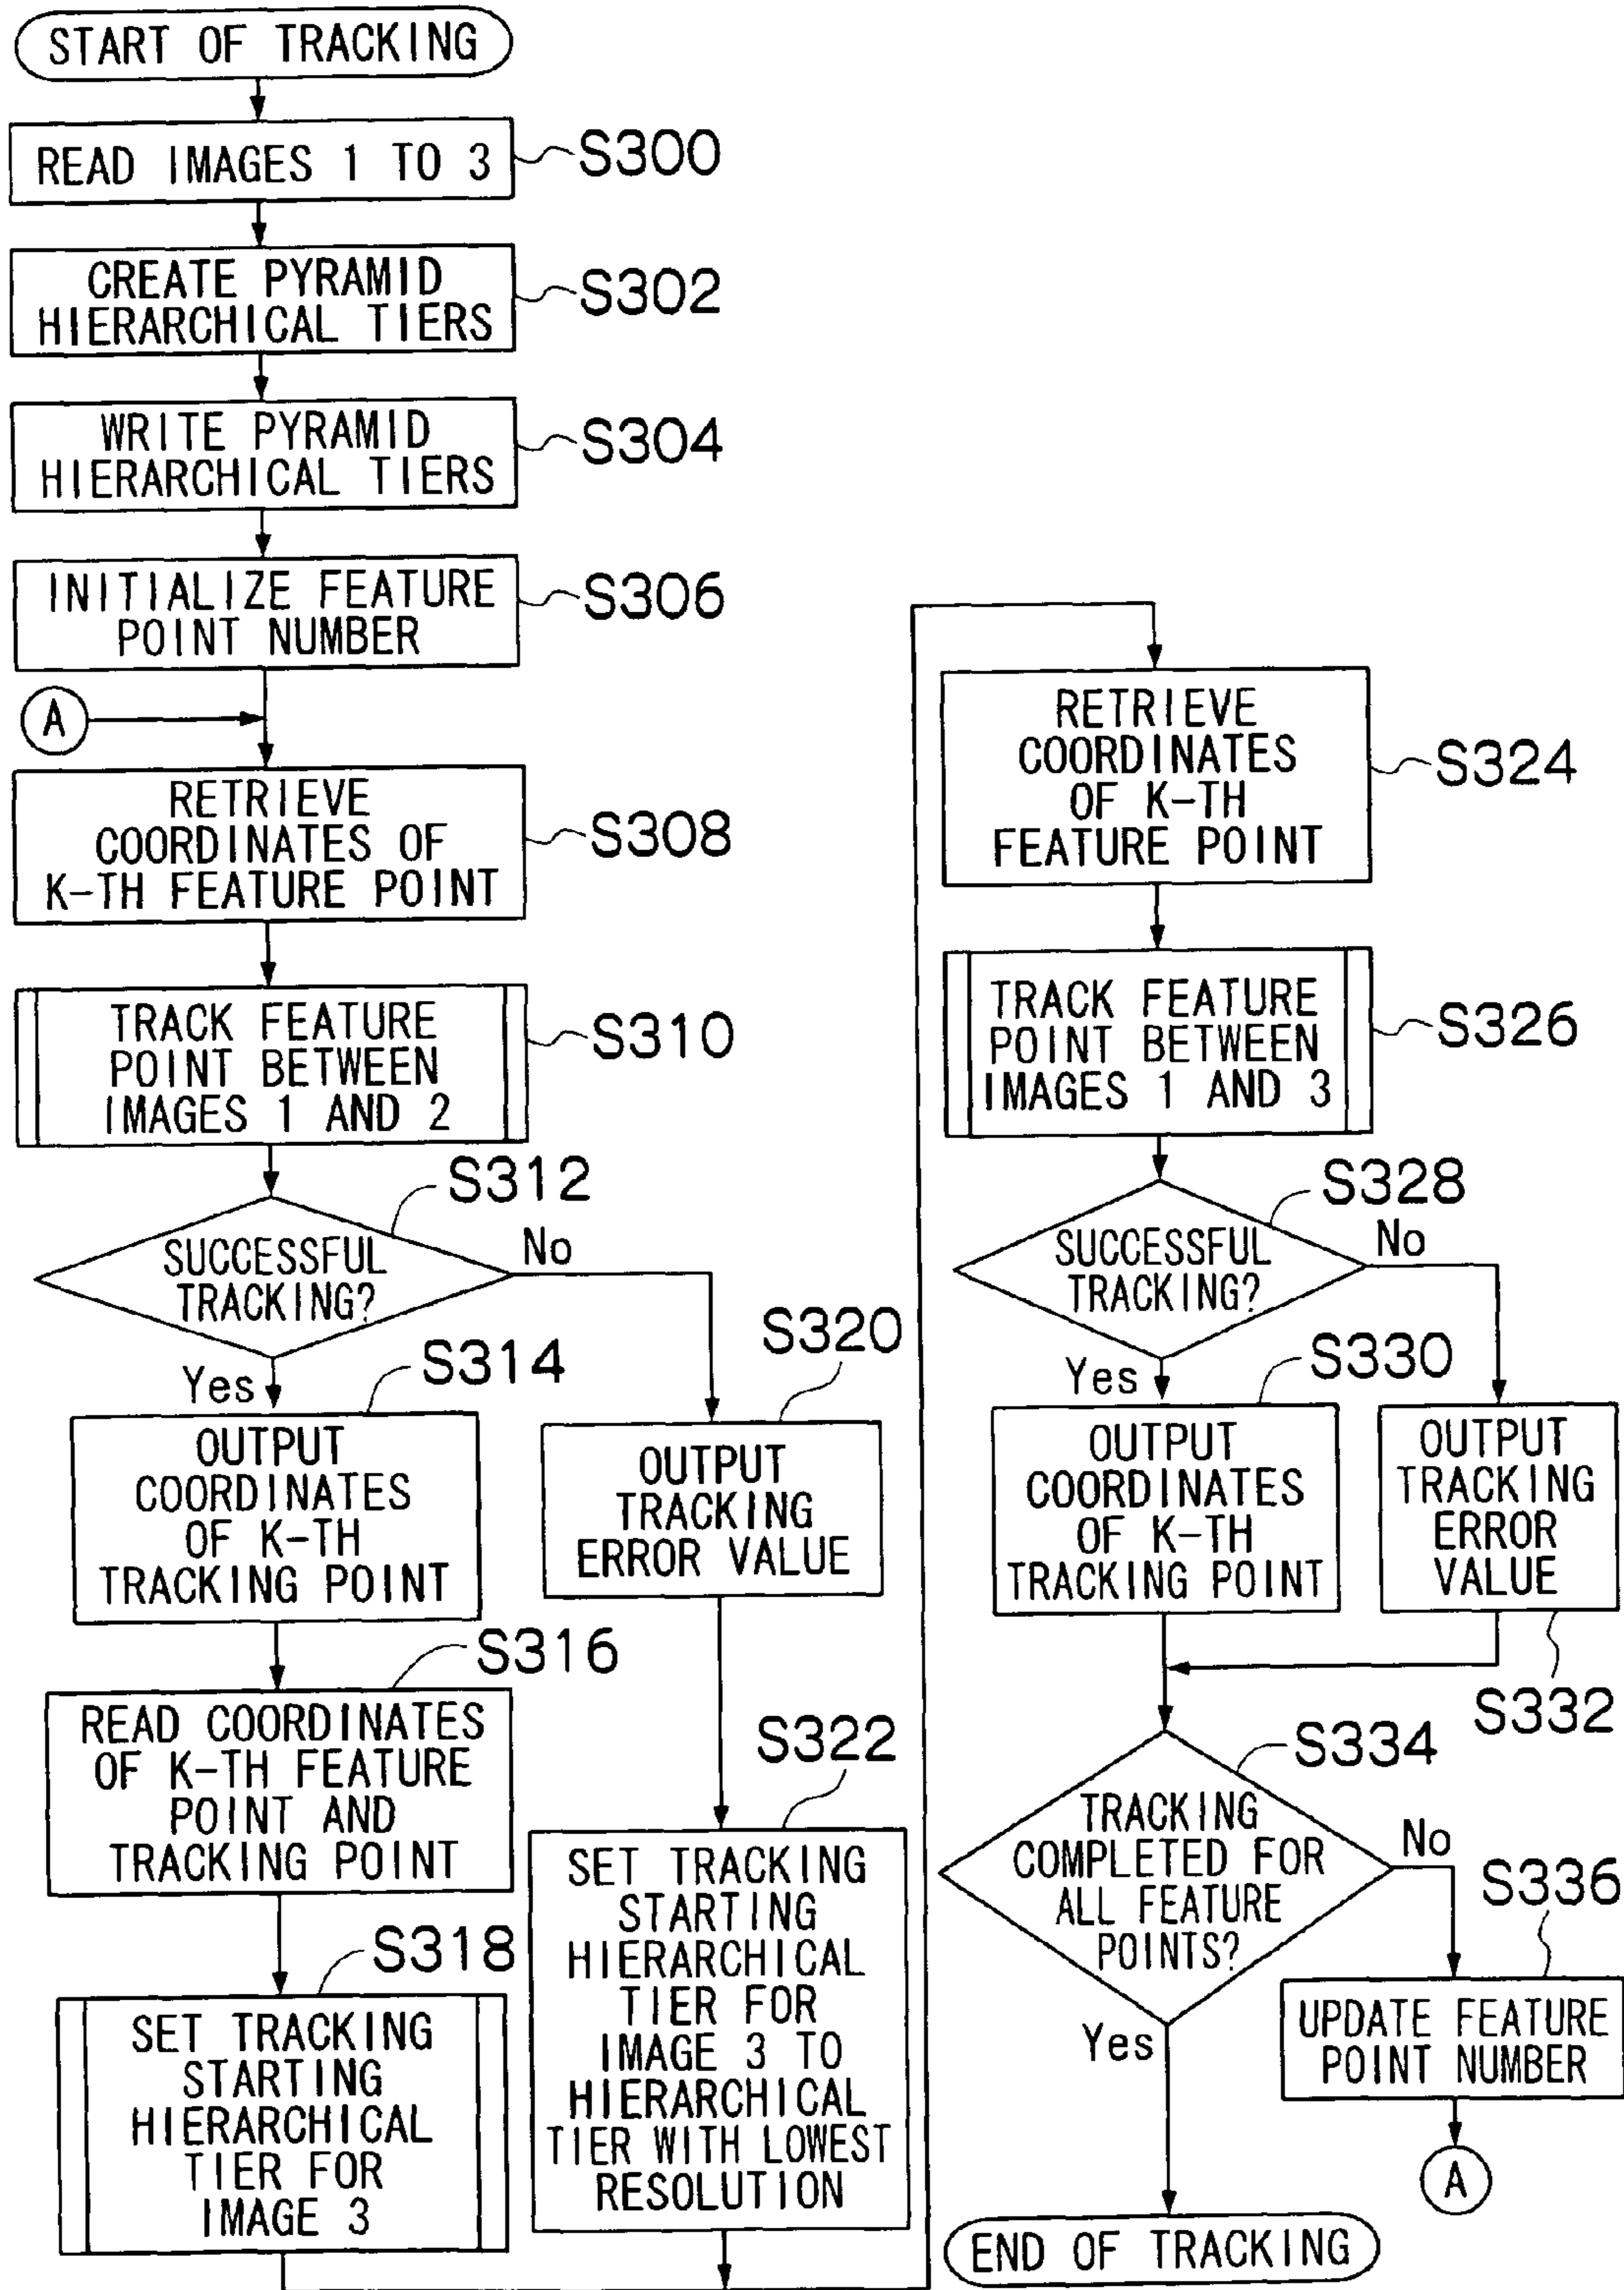 START OF TRACKING
READ IMAGES 1 TO 3
S300
CREATE PYRAMID
HIERARCHICAL TIERS
S302
WRITE PYRAMID
HIERARCHICAL TIERS
S304
INITIALIZE FEATURE
POINT NUMBER
S306
A
RETRIEVE
COORDINATES OF
K-TH FEATURE POINT
S308
TRACK FEATURE
POINT BETWEEN
IMAGES 1 AND 2
S310
S312
SUCCESSFUL
TRACKING?
No
Yes
S314
OUTPUT
COORDINATES
OF K-TH
TRACKING POINT
S316
READ COORDINATES
OF K-TH FEATURE
POINT AND
TRACKING POINT
S318
SET TRACKING
STARTING
HIERARCHICAL
TIER FOR
IMAGE 3
S320
OUTPUT
TRACKING
ERROR VALUE
S322
SET TRACKING
STARTING
HIERARCHICAL
TIER FOR
IMAGE 3 TO
HIERARCHICAL
TIER WITH LOWEST
RESOLUTION
RETRIEVE
COORDINATES
OF K-TH
FEATURE POINT
S324
TRACK FEATURE
POINT BETWEEN
IMAGES 1 AND 3
S326
S328
SUCCESSFUL
TRACKING?
No
Yes
S330
OUTPUT
COORDINATES
OF K-TH
TRACKING POINT
OUTPUT
TRACKING
ERROR
VALUE
S332
S334
TRACKING
COMPLETED FOR
ALL FEATURE
POINTS?
No
Yes
S336
UPDATE FEATURE
POINT NUMBER
A
END OF TRACKING